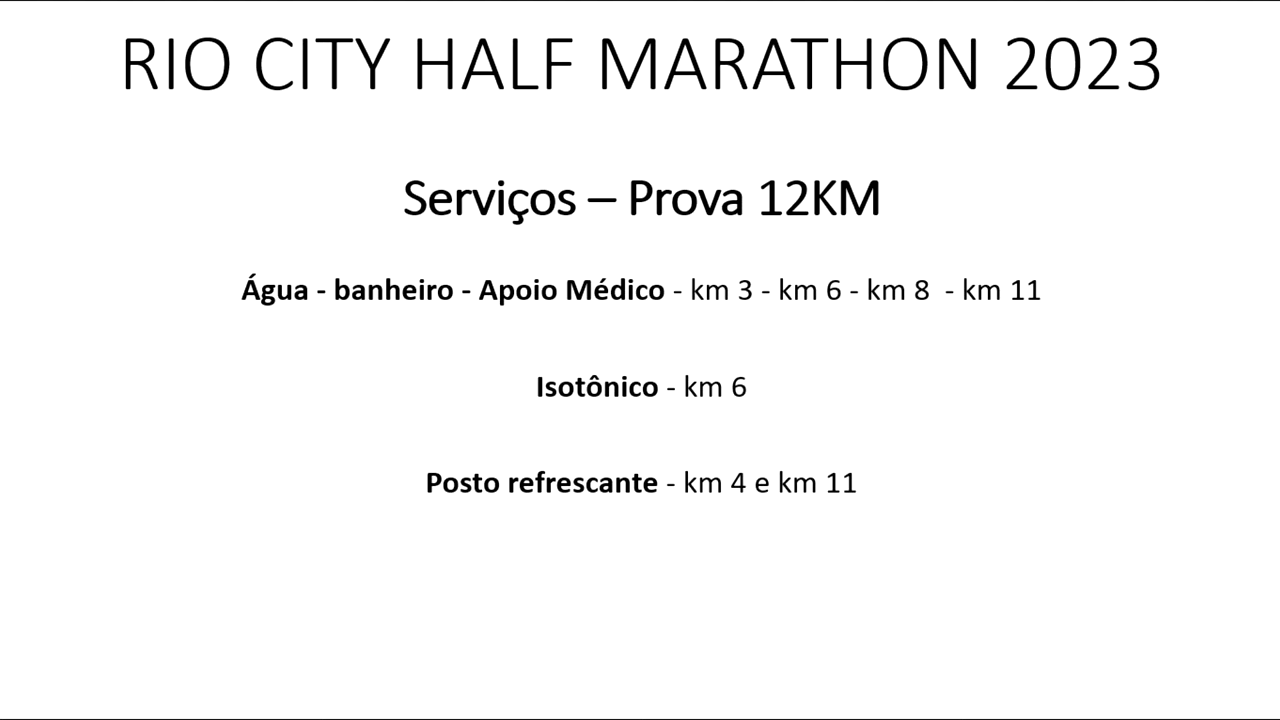 RIO CITY HALF MARATHON 2023
Serviços – Prova 12KM
Água - banheiro - Apoio Médico - km 3 - km 6 - km 8  - km 11
Isotônico - km 6
Posto refrescante - km 4 e km 11